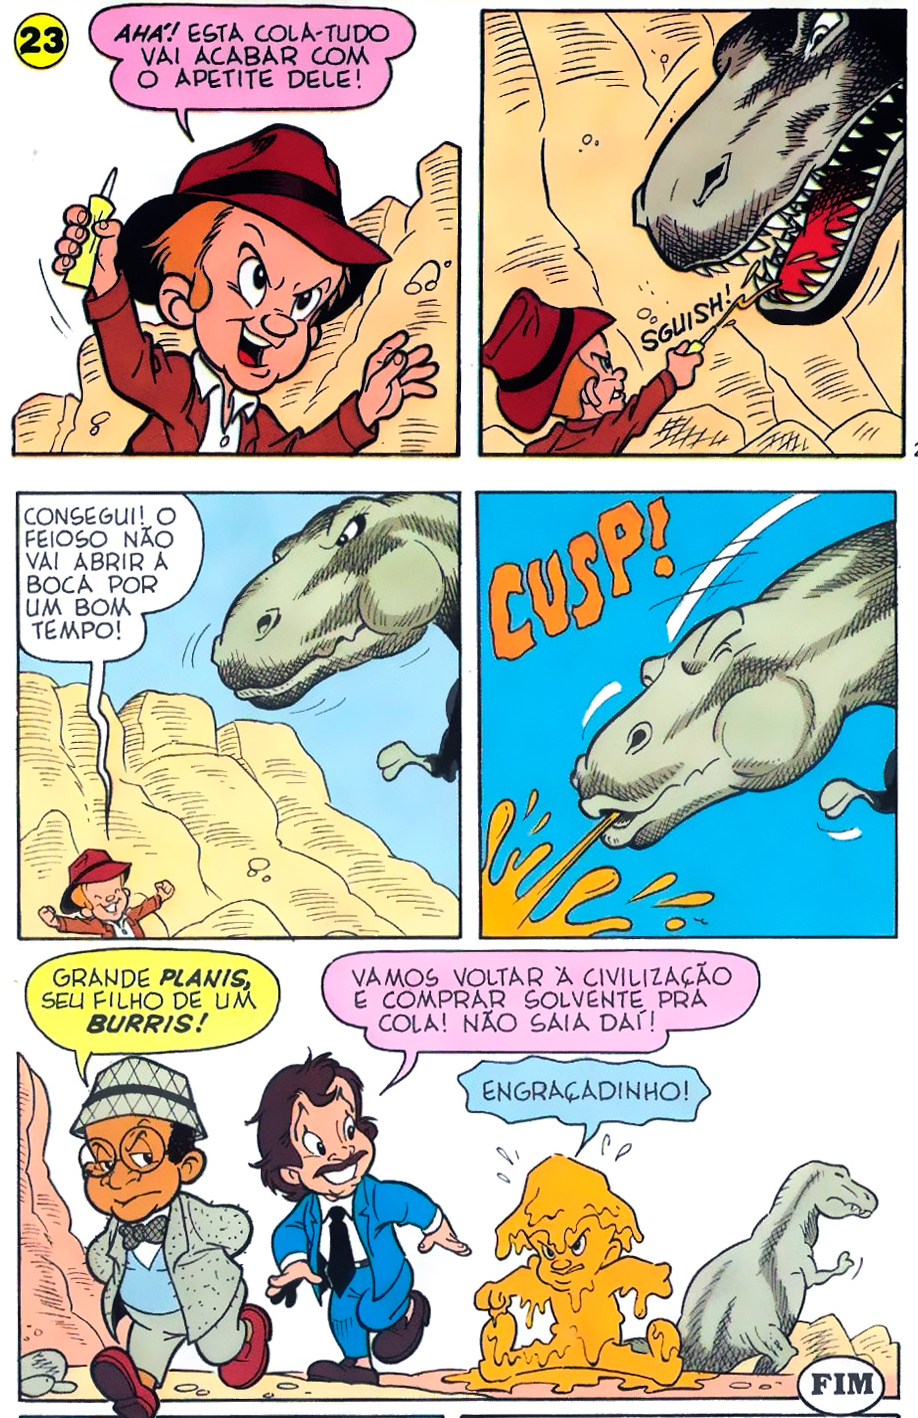 23
AHÁ! ESTA COLA-TUDO
VAI ACABAR COM
O APETITE DELE!
SGUISH!
CONSEGUI! O
FEIOSO NÃO
VAI ABRIR A
BOCA POR
UM BOM
TEMPO!
CUSP!
GRANDE PLANIS,
SEU FILHO DE UM
BURRIS!
VAMOS VOLTAR À CIVILIZAÇÃO
E COMPRAR SOLVENTE PRA
COLA! NÃO SAIA DAÍ!
ENGRAÇADINHO!
FIM